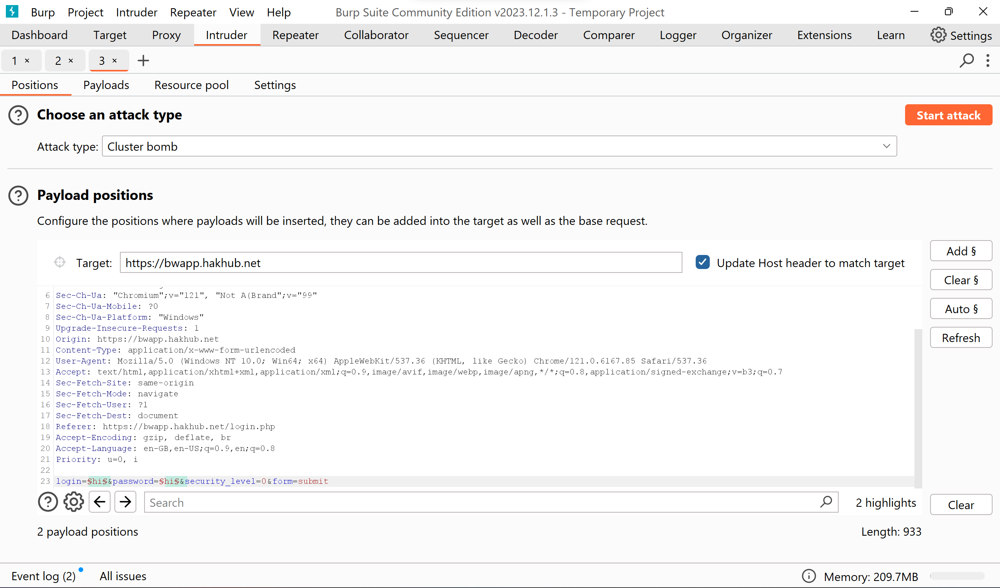 Burp Project Intruder Repeater View Help Burp Suite Community Edition v2023.12.1.3 - Temporary Project
Dashboard Target Proxy Intruder Repeater Collaborator Sequencer Decoder Comparer Logger Organizer Extensions Learn Settings
1 × 2 × 3 × +
Positions Payloads Resource pool Settings
Choose an attack type
Start attack
Attack type: Cluster bomb
Payload positions
Configure the positions where payloads will be inserted, they can be added into the target as well as the base request.
Target: https://bwapp.hakhub.net
Update Host header to match target
Add §
Clear §
Auto §
Refresh
6 Sec-Ch-Ua: "Chromium";v="121", "Not A(Brand";v="99"
7 Sec-Ch-Ua-Mobile: ?0
8 Sec-Ch-Ua-Platform: "Windows"
9 Upgrade-Insecure-Requests: 1
10 Origin: https://bwapp.hakhub.net
11 Content-Type: application/x-www-form-urlencoded
12 User-Agent: Mozilla/5.0 (Windows NT 10.0; Win64; x64) AppleWebKit/537.36 (KHTML, like Gecko) Chrome/121.0.6167.85 Safari/537.36
13 Accept: text/html,application/xhtml+xml,application/xml;q=0.9,image/avif,image/webp,image/apng,*/*;q=0.8,application/signed-exchange;v=b3;q=0.7
14 Sec-Fetch-Site: same-origin
15 Sec-Fetch-Mode: navigate
16 Sec-Fetch-User: ?1
17 Sec-Fetch-Dest: document
18 Referer: https://bwapp.hakhub.net/login.php
19 Accept-Encoding: gzip, deflate, br
20 Accept-Language: en-GB,en-US;q=0.9,en;q=0.8
21 Priority: u=0, i
22
23 login=§hi§&password=§hi§&security_level=0&form=submit
Search
2 highlights
Clear
2 payload positions
Length: 933
Event log (2) All issues
Memory: 209.7MB